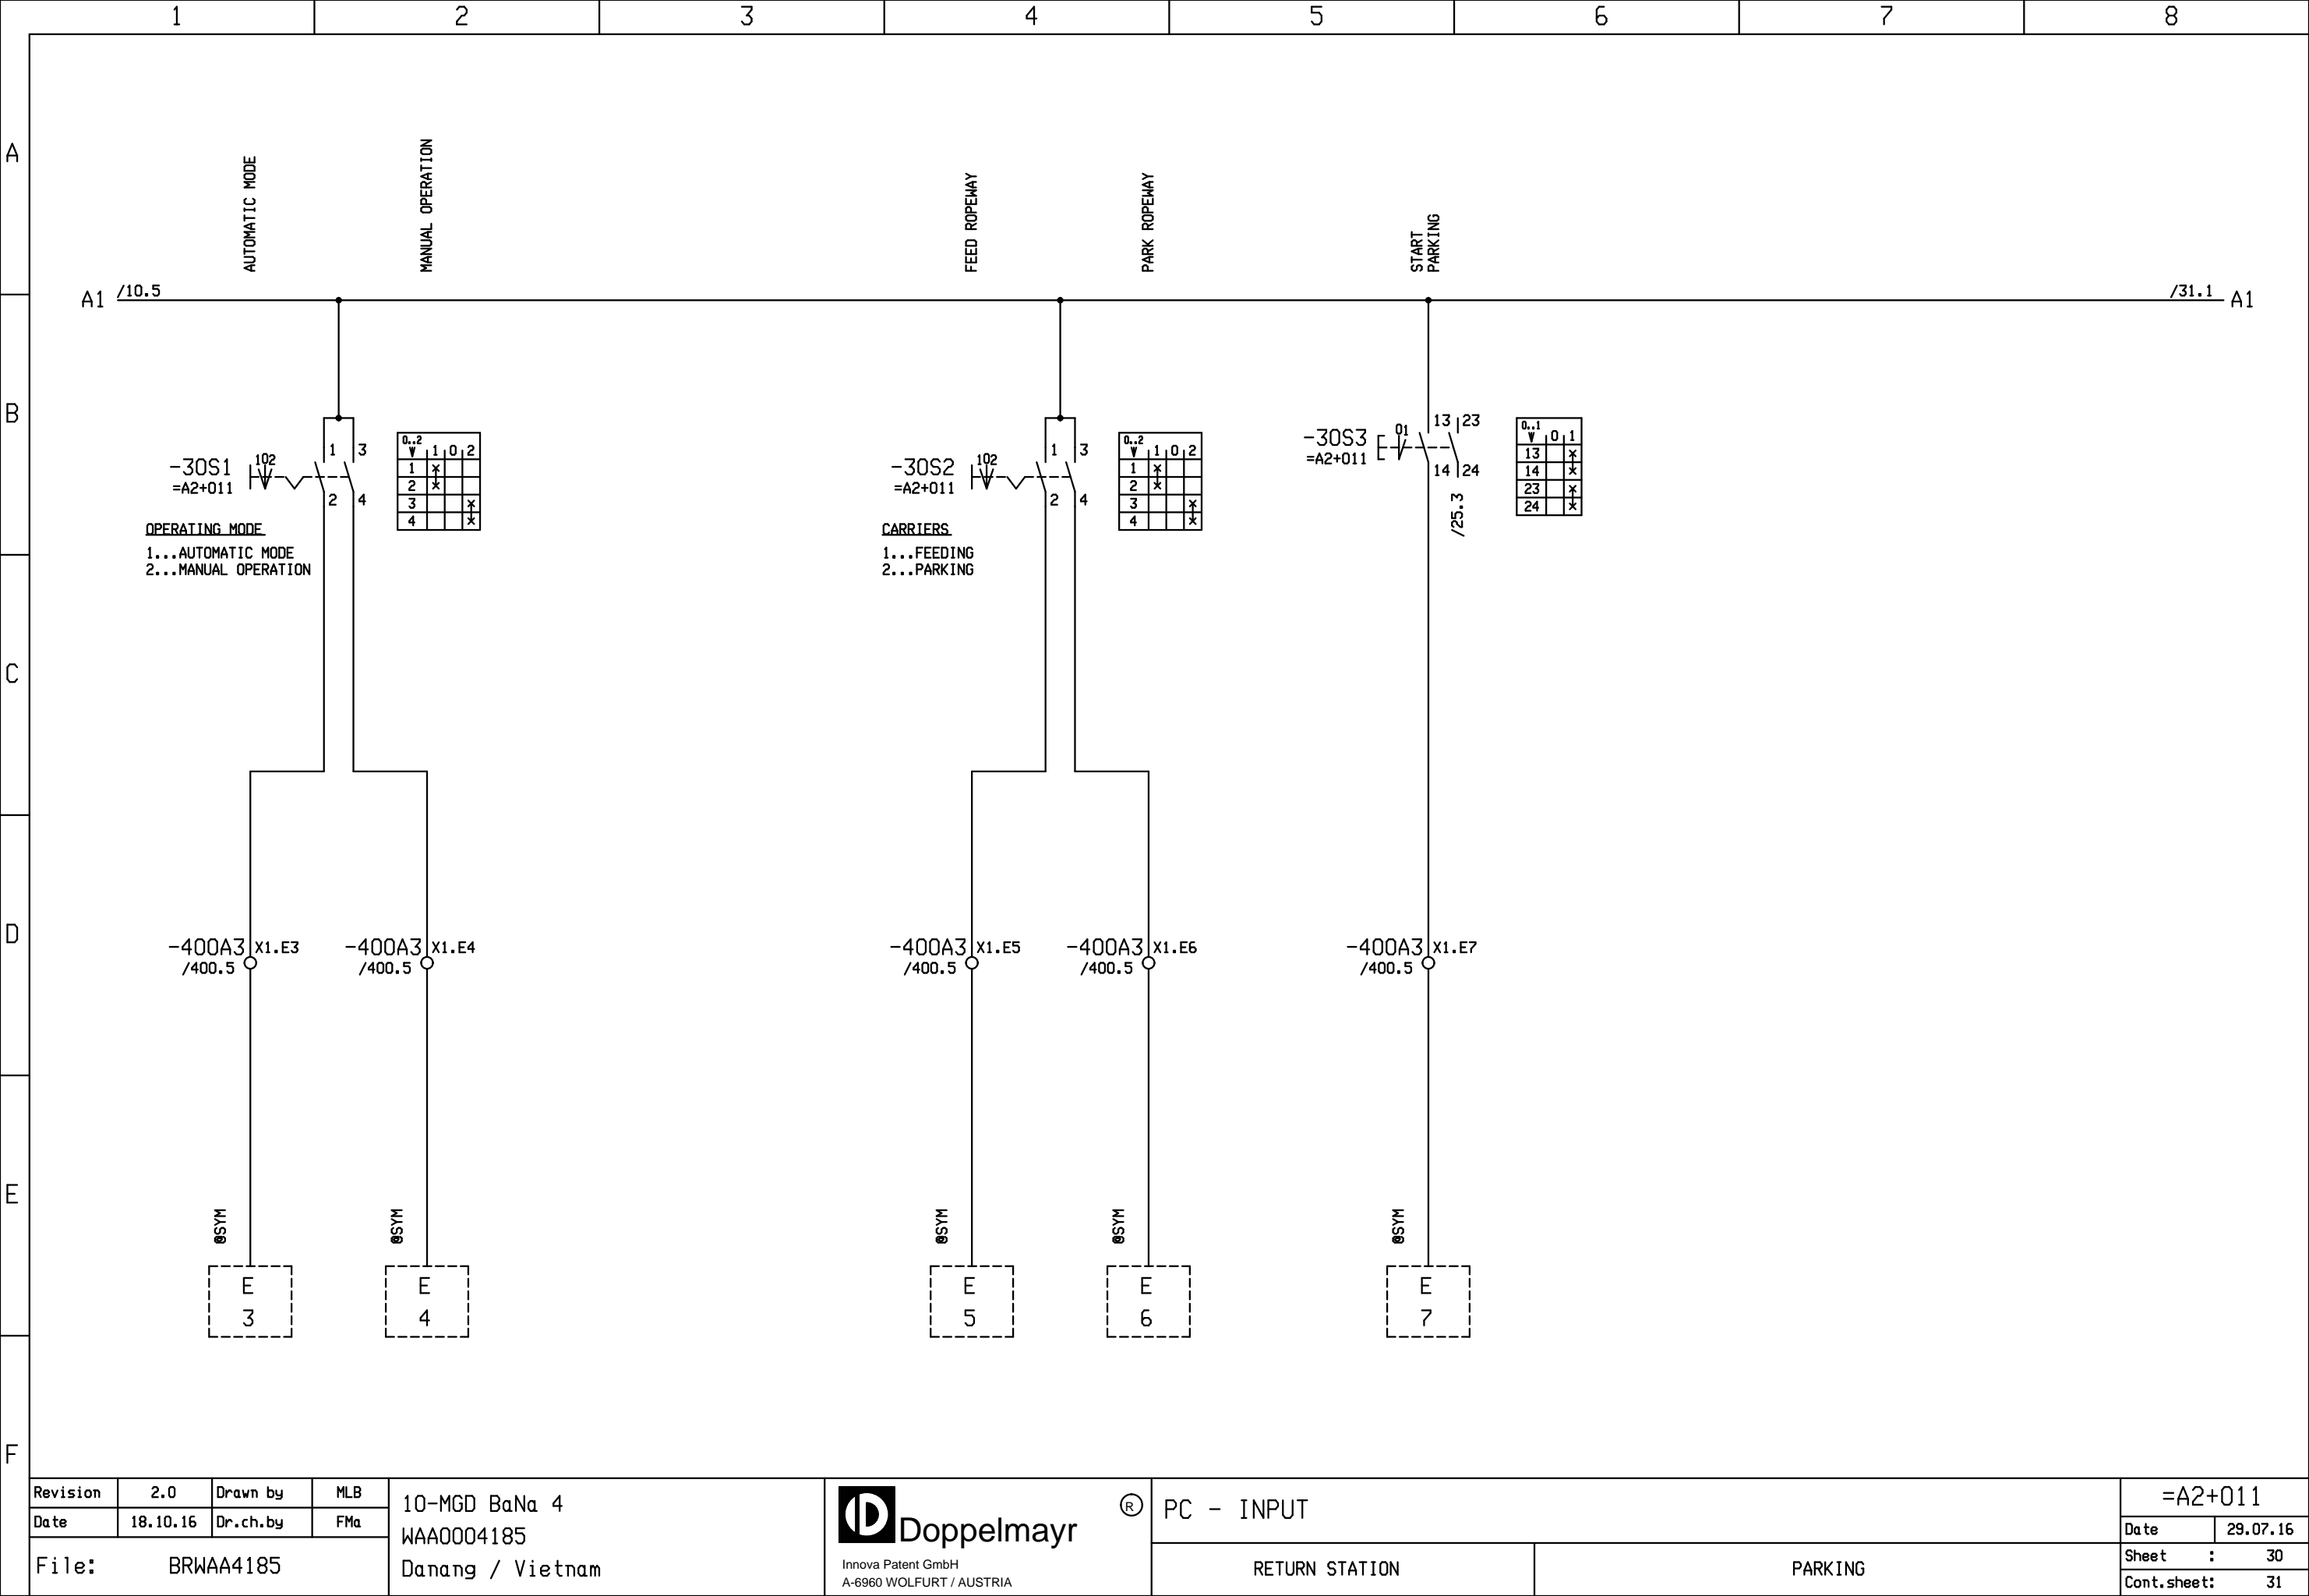 1 2 3 4 5 6 7 8
A
B
C
D
E
F
AUTOMATIC MODE
MANUAL OPERATION
FEED ROPEWAY
PARK ROPEWAY
START
PARKING
A1 /10.5
/31.1 A1
-30S1
=A2+011
102
1 3
2 4
0..2 1 0 2
1
2
3
4
OPERATING MODE
1...AUTOMATIC MODE
2...MANUAL OPERATION
-30S2
=A2+011
102
1 3
2 4
0..2 1 0 2
1
2
3
4
CARRIERS
1...FEEDING
2...PARKING
-30S3
=A2+011
01
13 23
14 24
/25.3
0..1 0 1
13
14
23
24
-400A3 X1.E3
/400.5
-400A3 X1.E4
/400.5
-400A3 X1.E5
/400.5
-400A3 X1.E6
/400.5
-400A3 X1.E7
/400.5
@SYM
@SYM
@SYM
@SYM
@SYM
E
3
E
4
E
5
E
6
E
7
Revision 2.0 Drawn by MLB
Date 18.10.16 Dr.ch.by FMa
File: BRWAA4185
10-MGD BaNa 4
WAA0004185
Danang / Vietnam
Doppelmayr ®
Innova Patent GmbH
A-6960 WOLFURT / AUSTRIA
PC - INPUT
RETURN STATION
PARKING
=A2+011
Date 29.07.16
Sheet : 30
Cont.sheet: 31